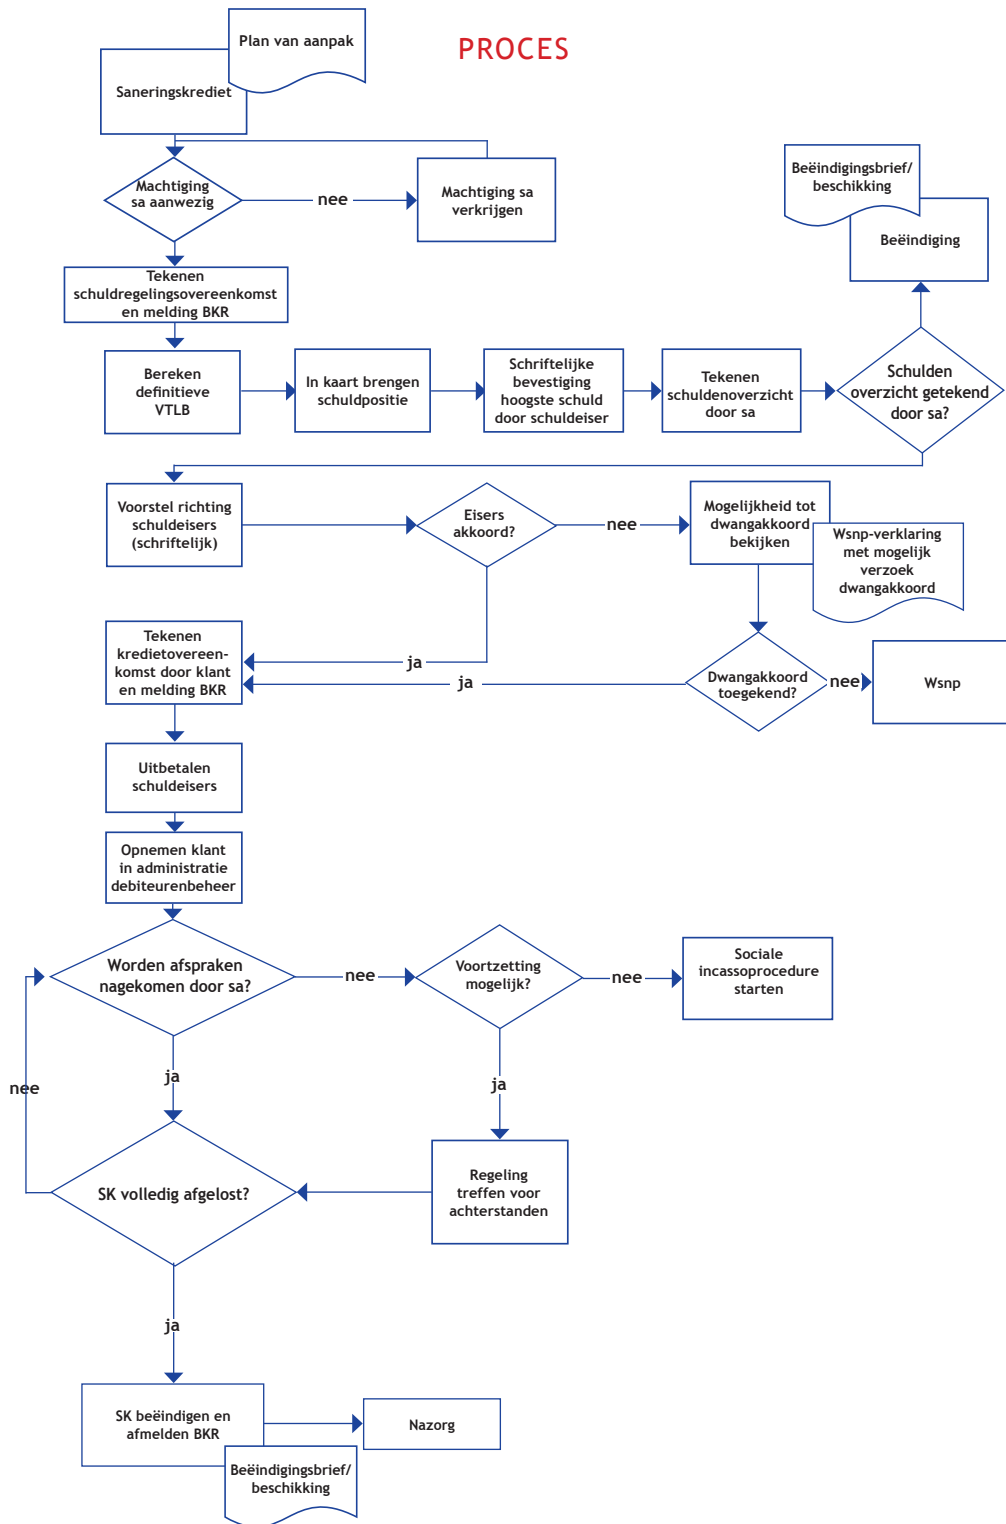 PROCES
Plan van aanpak
Saneringskrediet
Machtiging
sa aanwezig
nee
Machtiging sa
verkrijgen
Beëindigingsbrief/
beschikking
Beëindiging
Tekenen
schuldregelingsovereenkomst
en melding BKR
Bereken
definitieve
VTLB
In kaart brengen
schuldpositie
Schriftelijke
bevestiging
hoogste schuld
door schuldeiser
Tekenen
schuldenoverzicht
door sa
Schulden
overzicht getekend
door sa?
Voorstel richting
schuldeisers
(schriftelijk)
Eisers
akkoord?
nee
Mogelijkheid tot
dwangakkoord
bekijken
Wsnp-verklaring
met mogelijk
verzoek
dwangakkoord
Tekenen
kredietovereen-
komst door klant
en melding BKR
ja
ja
Dwangakkoord
toegekend?
nee
Wsnp
Uitbetalen
schuldeisers
Opnemen klant
in administratie
debiteurenbeheer
Worden afspraken
nagekomen door sa?
nee
Voortzetting
mogelijk?
nee
Sociale
incassoprocedure
starten
ja
ja
nee
SK volledig afgelost?
Regeling
treffen voor
achterstanden
ja
SK beëindigen en
afmelden BKR
Nazorg
Beëindigingsbrief/
beschikking